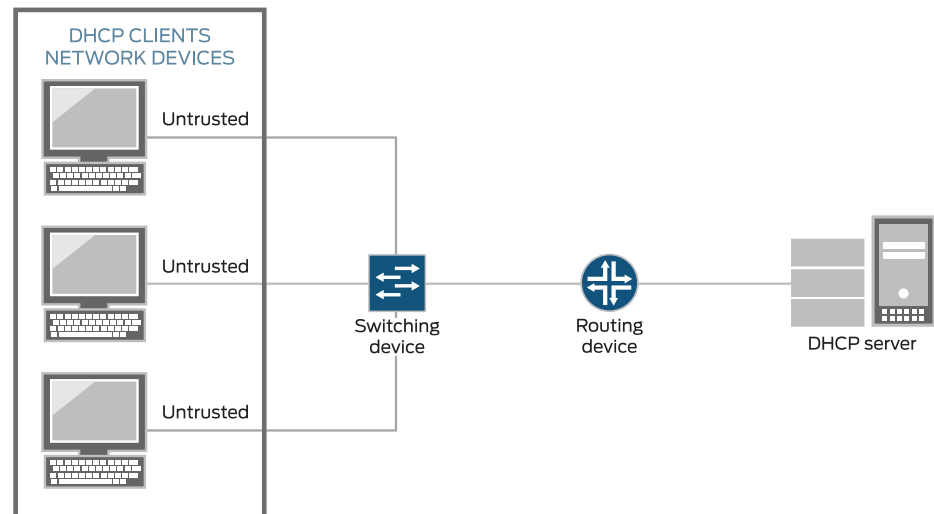 DHCP CLIENTS
NETWORK DEVICES
Untrusted
Untrusted
Untrusted
Switching
device
Routing
device
DHCP server